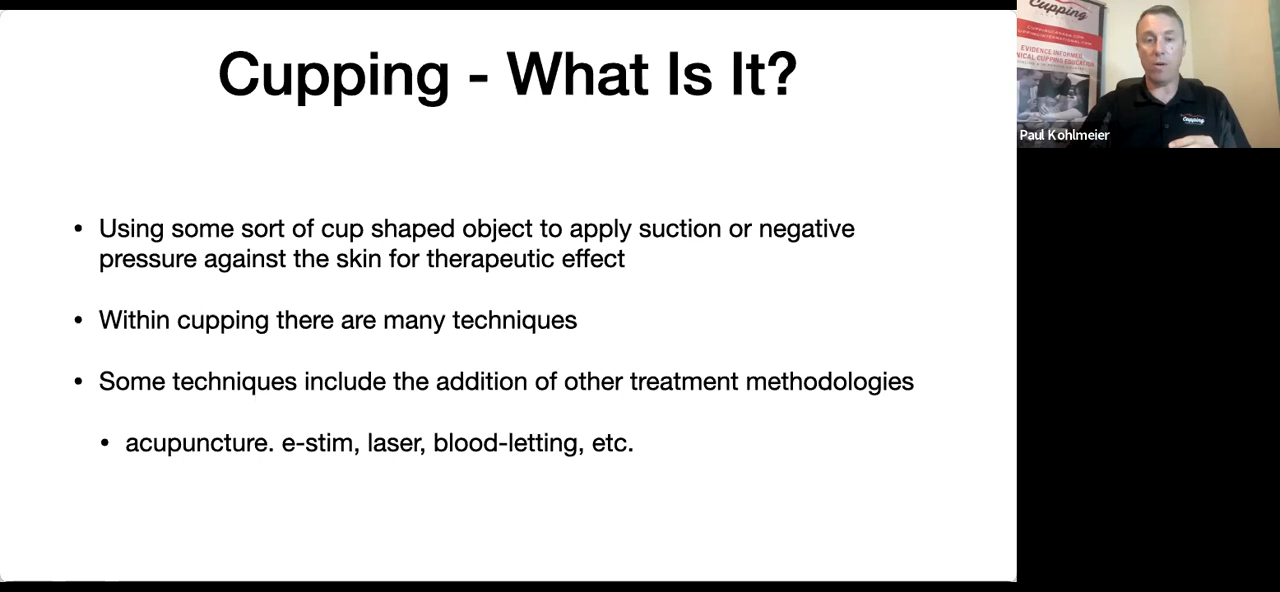 Cupping - What Is It?
• Using some sort of cup shaped object to apply suction or negative
pressure against the skin for therapeutic effect
• Within cupping there are many techniques
• Some techniques include the addition of other treatment methodologies
• acupuncture. e-stim, laser, blood-letting, etc.
Cupping
EVIDENCE INFORMED
CUPPING EDUCATION
Cupping
Paul Kohlmeier